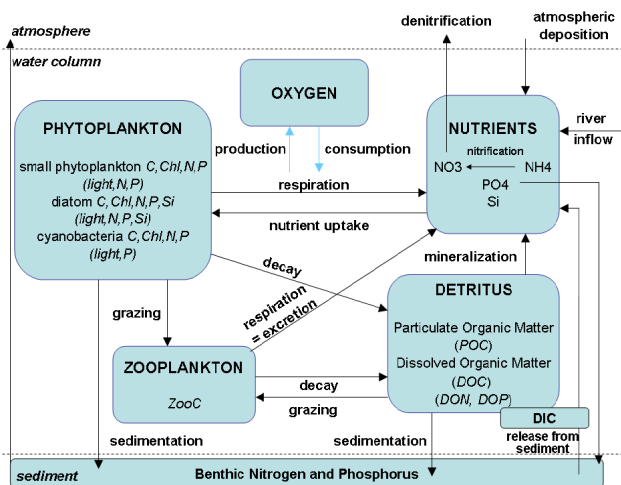 atmosphere
denitrification
atmospheric
deposition
water column
OXYGEN
PHYTOPLANKTON
small phytoplankton C,Chl,N,P
(light,N,P)
diatom C,Chl,N,P,Si
(light,N,P,Si)
cyanobacteria C,Chl,N,P
(light,P)
production
consumption
NUTRIENTS
nitrification
NO3
NH4
PO4
Si
river
inflow
respiration
nutrient uptake
mineralization
decay
respiration
= excretion
grazing
DETRITUS
Particulate Organic Matter
(POC)
Dissolved Organic Matter
(DOC)
(DON, DOP)
ZOOPLANKTON
ZooC
decay
grazing
DIC
release from
sediment
sedimentation
sedimentation
sediment
Benthic Nitrogen and Phosphorus